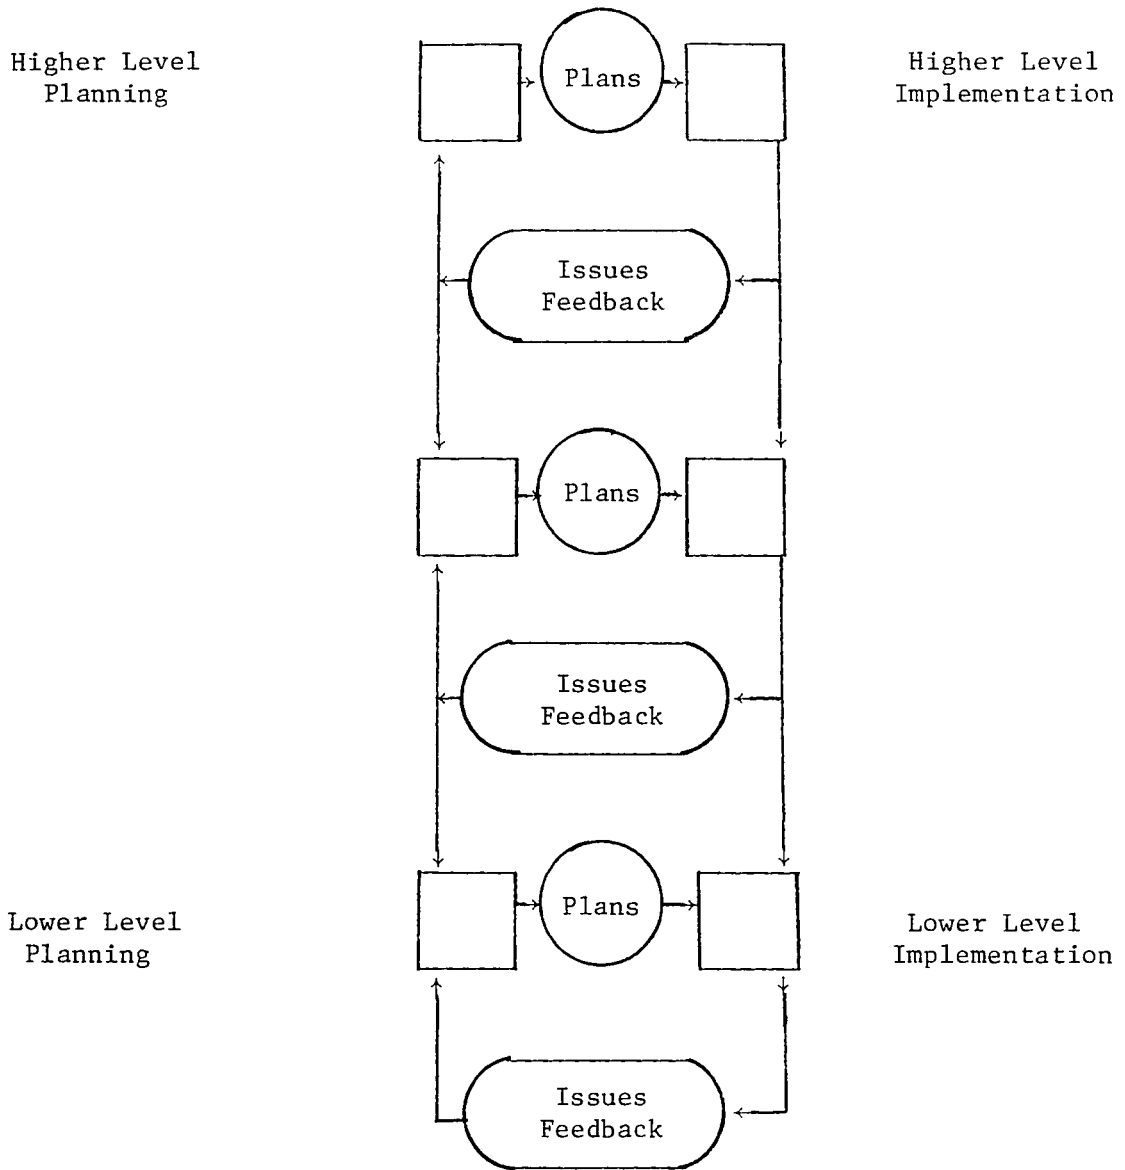 Higher Level
Planning
Plans
Higher Level
Implementation
Issues
Feedback
Plans
Issues
Feedback
Lower Level
Planning
Plans
Lower Level
Implementation
Issues
Feedback